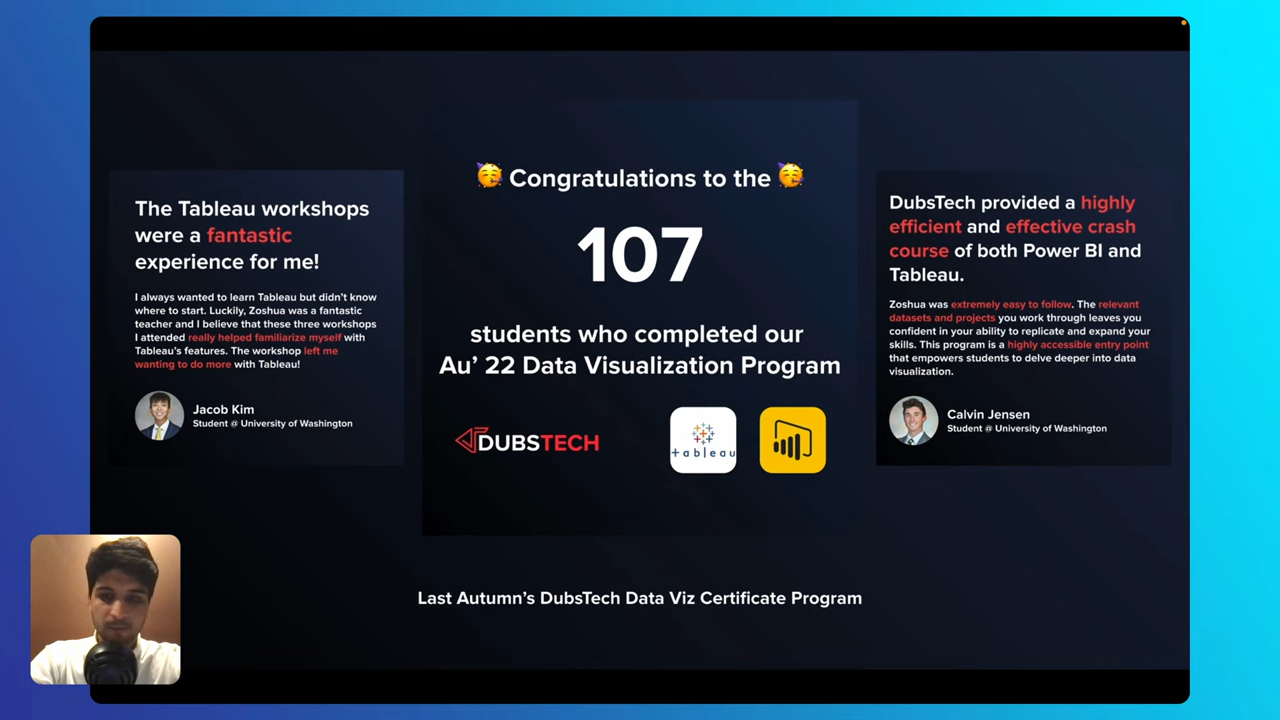 The Tableau workshops
were a fantastic
experience for me!
I always wanted to learn Tableau but didn't know
where to start. Luckily, Zoshua was a fantastic
teacher and I believe that these three workshops
I attended really helped familiarize myself with
Tableau's features. The workshop left me
wanting to do more with Tableau!
Jacob Kim
Student @ University of Washington
🥳 Congratulations to the 🥳
107
students who completed our
Au' 22 Data Visualization Program
DUBSTECH
+ableau
DubsTech provided a highly
efficient and effective crash
course of both Power BI and
Tableau.
Zoshua was extremely easy to follow. The relevant
datasets and projects you work through leaves you
confident in your ability to replicate and expand your
skills. This program is a highly accessible entry point
that empowers students to delve deeper into data
visualization.
Calvin Jensen
Student @ University of Washington
Last Autumn's DubsTech Data Viz Certificate Program